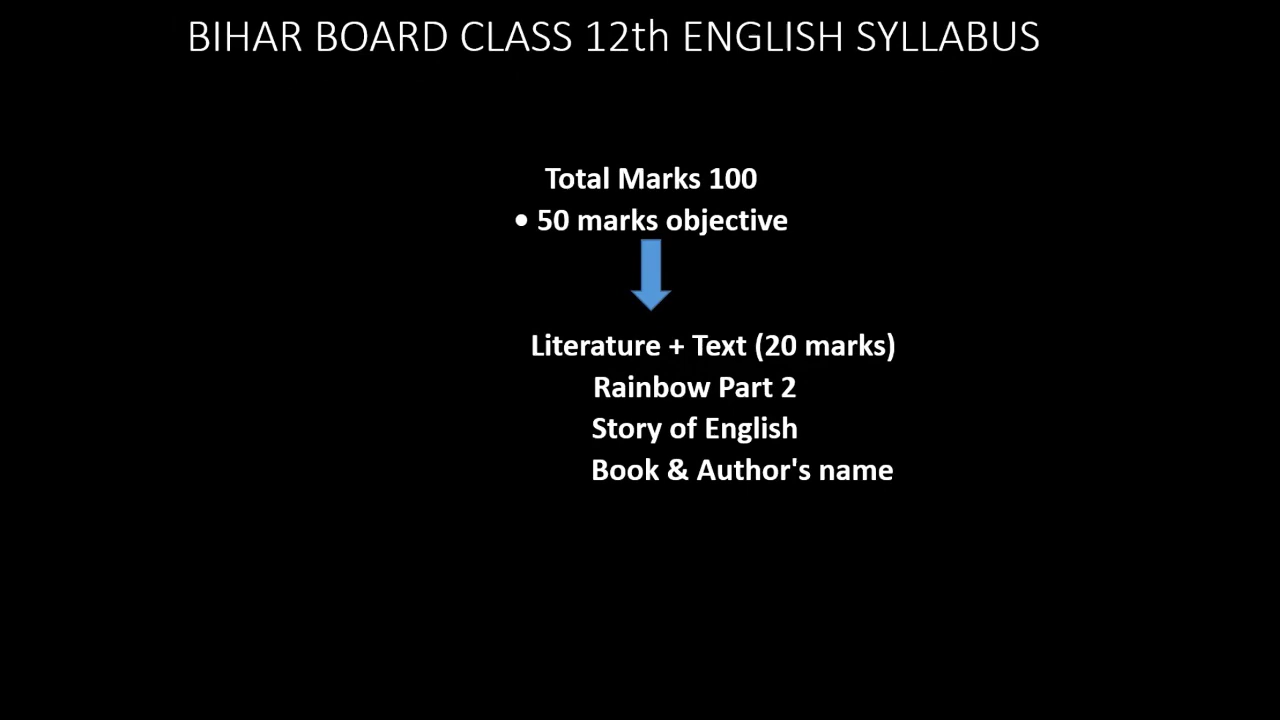 BIHAR BOARD CLASS 12th ENGLISH SYLLABUS
Total Marks 100
• 50 marks objective
Literature + Text (20 marks)
Rainbow Part 2
Story of English
Book & Author's name